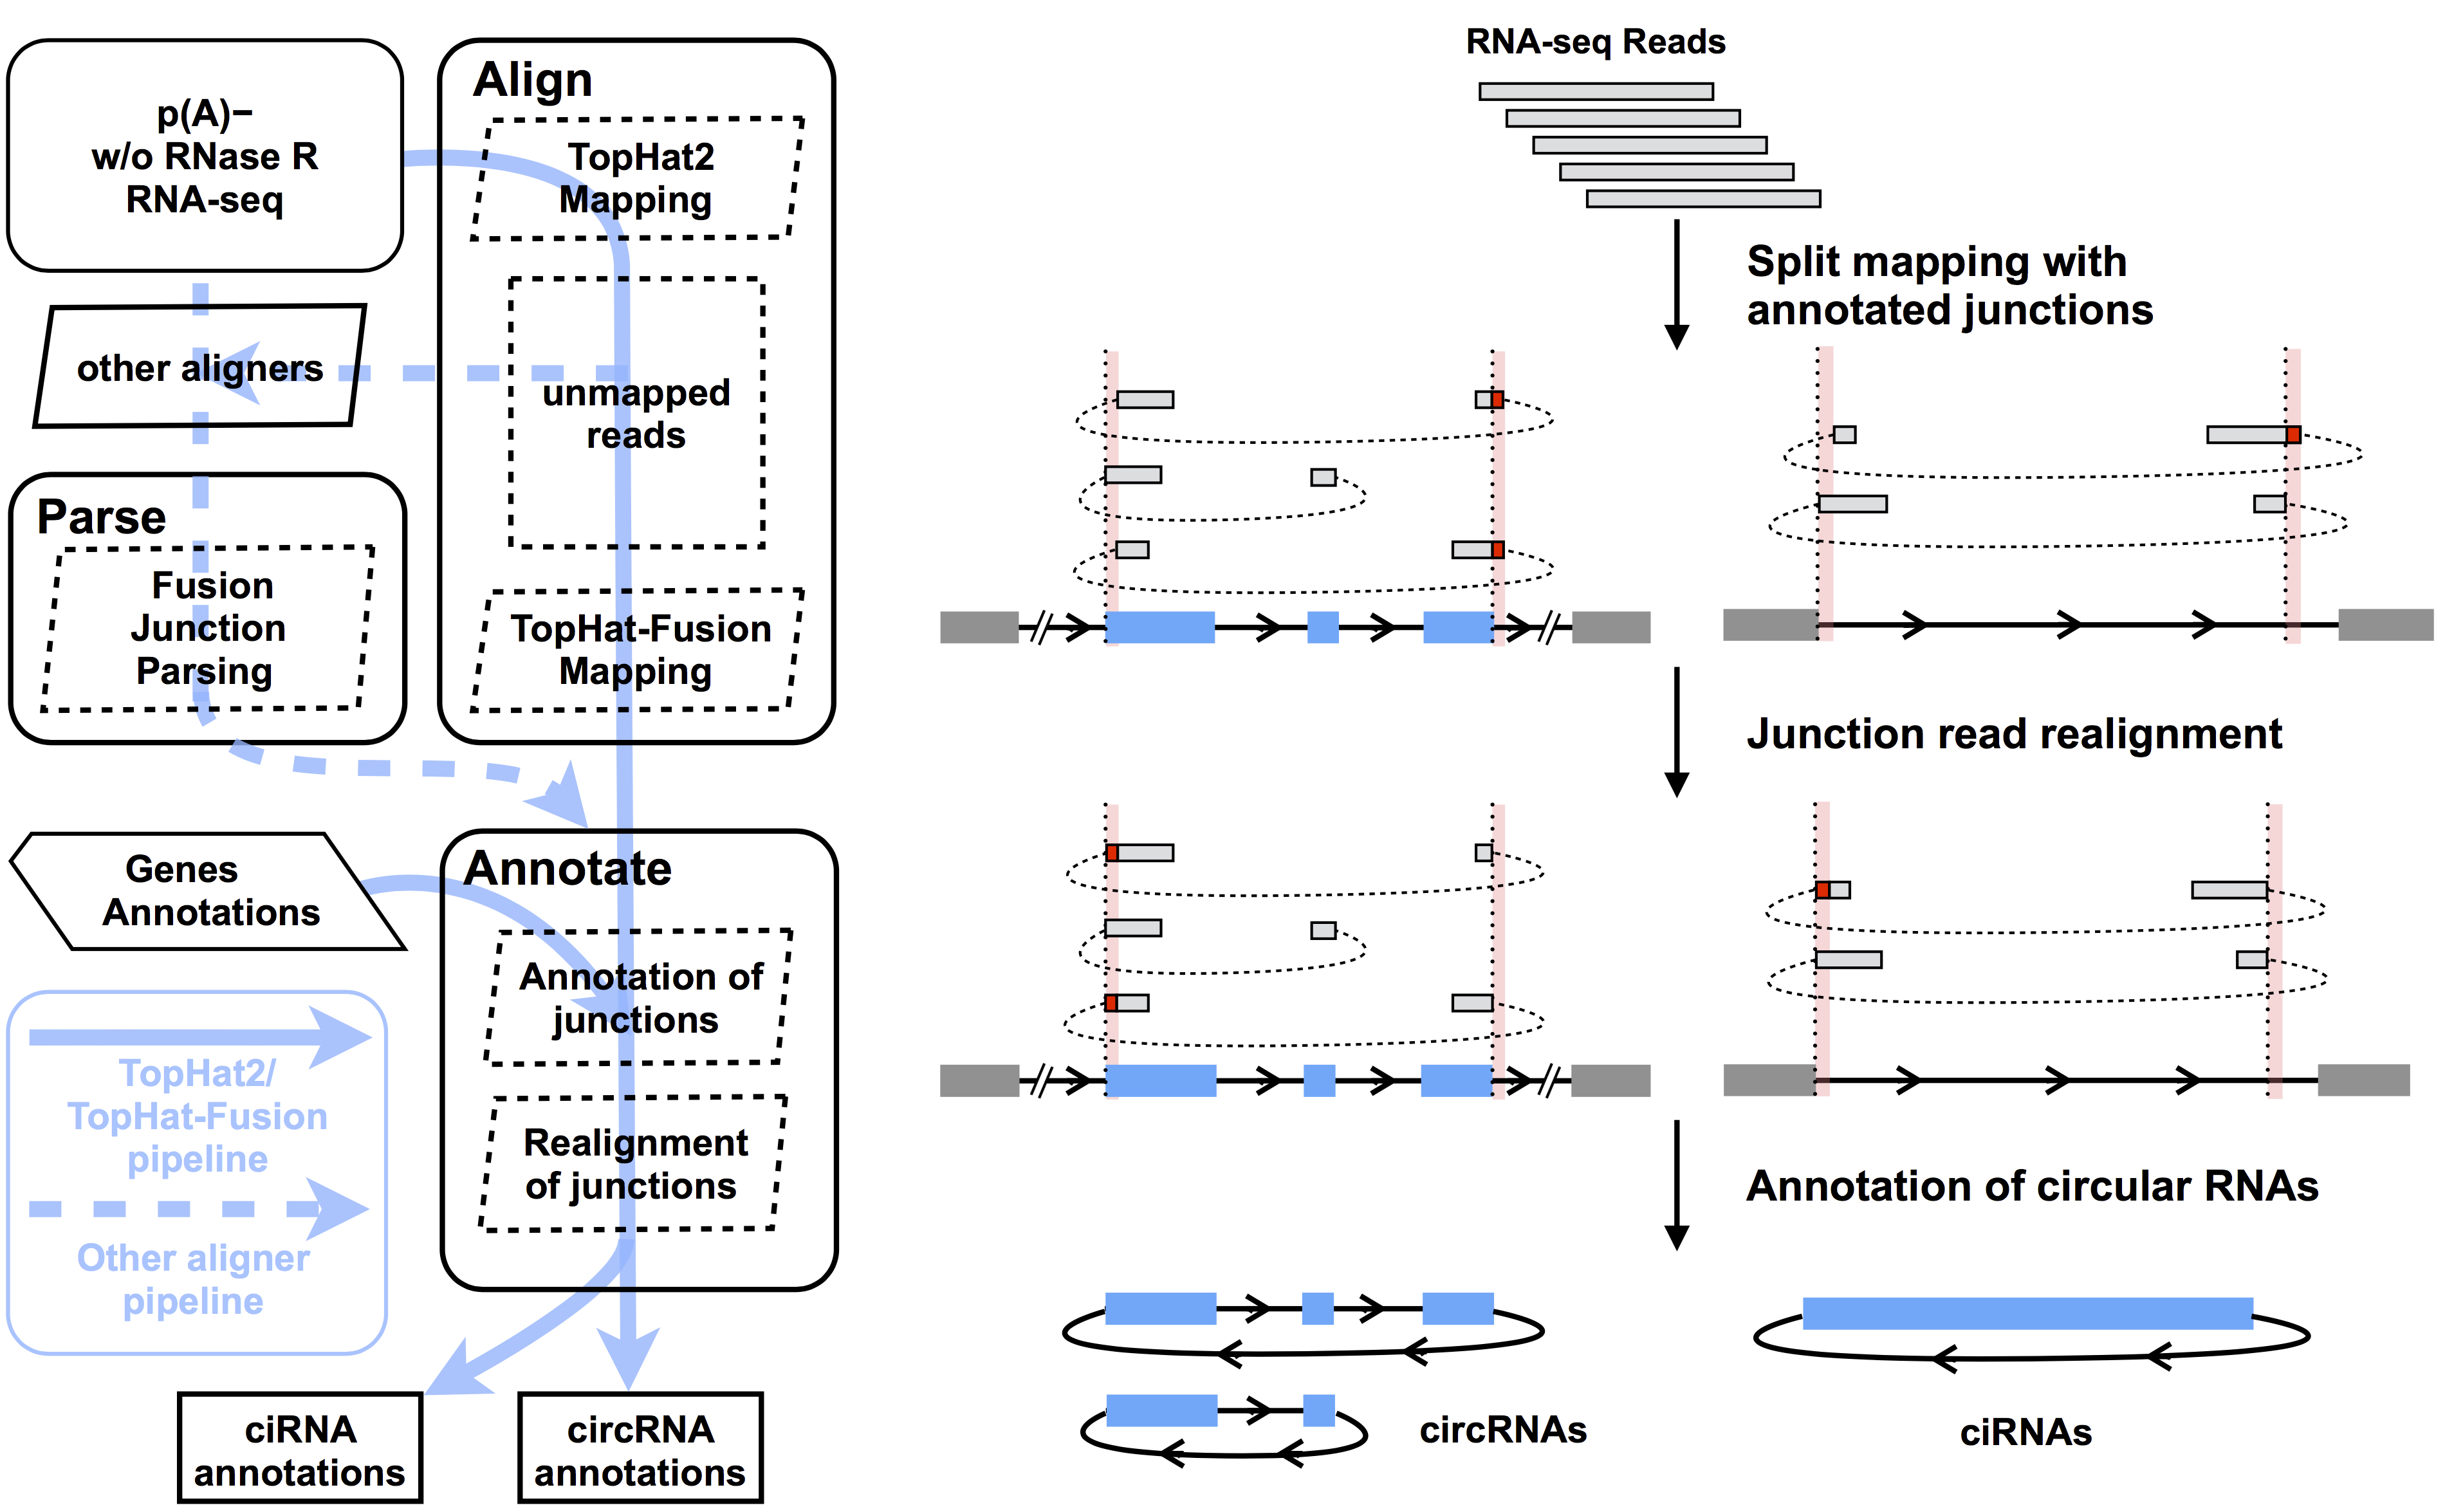 p(A)−
w/o RNase R
RNA-seq
other aligners
Parse
Fusion
Junction
Parsing
Align
TopHat2
Mapping
unmapped
reads
TopHat-Fusion
Mapping
Genes
Annotations
Annotate
Annotation of
junctions
Realignment
of junctions
TopHat2/
TopHat-Fusion
pipeline
Other aligner
pipeline
ciRNA
annotations
circRNA
annotations
RNA-seq Reads
Split mapping with
annotated junctions
Junction read realignment
Annotation of circular RNAs
circRNAs
ciRNAs